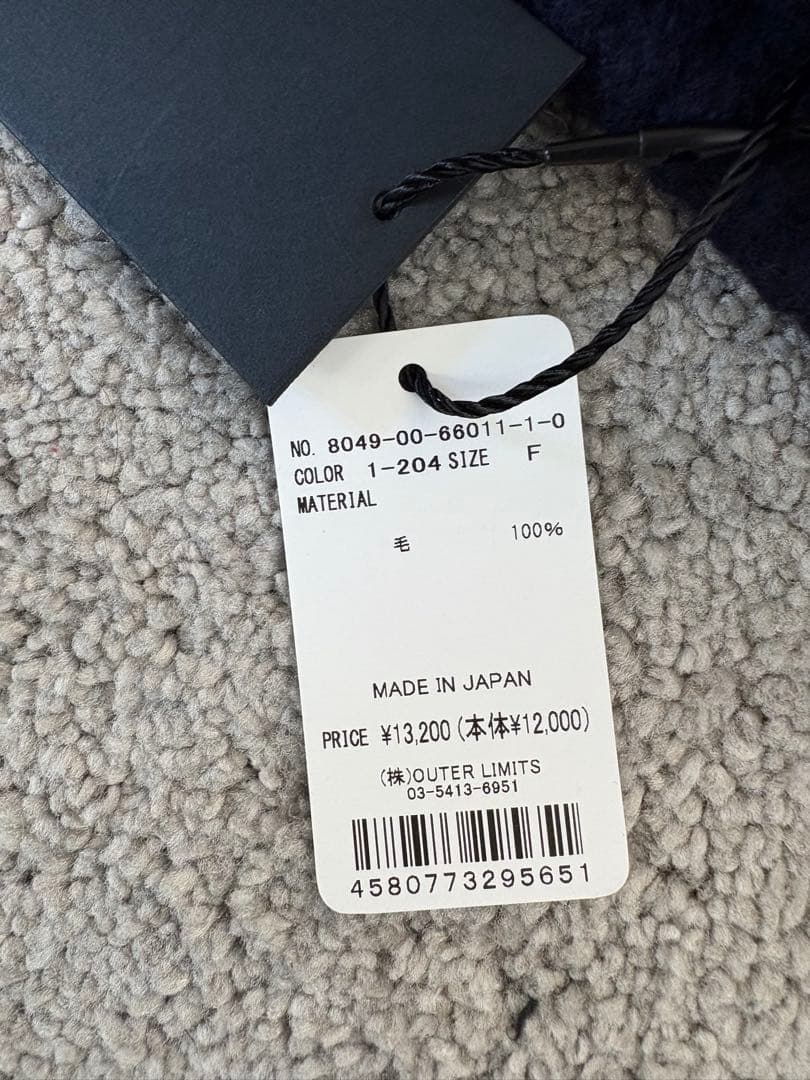 NO. 8049-00-66011-1-0
COLOR 1-204 SIZE F
MATERIAL
毛 100%
MADE IN JAPAN
PRICE ¥13,200 (本体¥12,000)
(株)OUTER LIMITS
03-5413-6951
4580773295651